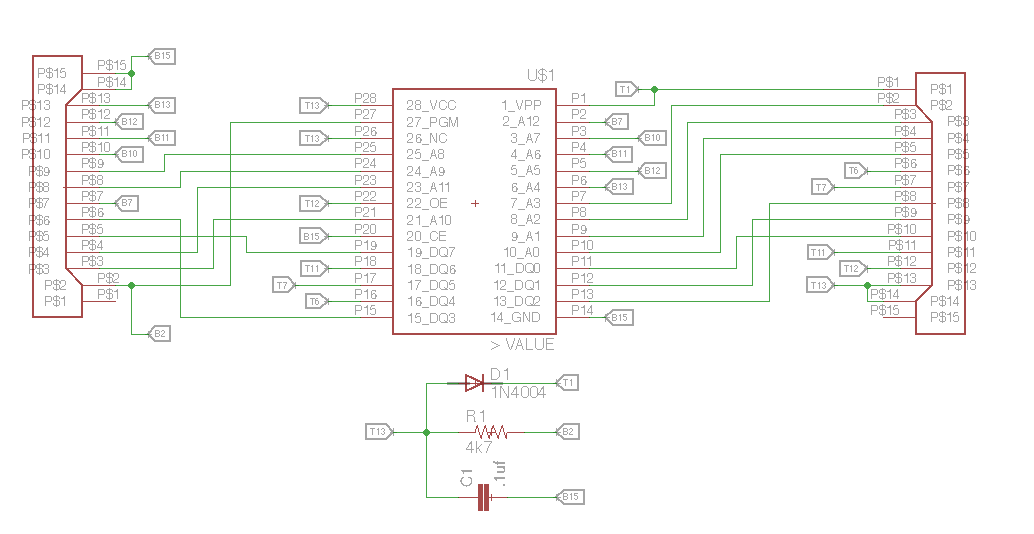 U$1
P$15
P$15
B15
P$14
P$14
P$13
P$13
B13
P$12
P$12
B12
P$11
P$11
B11
P$10
P$10
B10
P$9
P$9
P$8
P$8
P$7
P$7
B7
P$6
P$6
P$5
P$5
P$4
P$4
P$3
P$3
P$2
P$2
P$1
P$1
B2
T13 P28 28_VCC
P27 27_PGM
T13 P26 26_NC
P25 25_A8
P24 24_A9
P23 23_A11
T12 P22 22_OE
P21 21_A10
B15 P20 20_CE
P19 19_DQ7
T11 P18 18_DQ6
T7 P17 17_DQ5
T6 P16 16_DQ4
P15 15_DQ3
1_VPP P1 T1
2_A12 P2 B7
3_A7 P3 B10
4_A6 P4 B11
5_A5 P5 B12
6_A4 P6 B13
7_A3 P7
8_A2 P8
9_A1 P9
10_A0 P10
11_DQ0 P11
12_DQ1 P12
13_DQ2 P13
14_GND P14 B15
> VALUE
P$1
P$1
P$2
P$2
P$3
P$3
P$4
P$4
P$5
P$5
T6 P$6
P$6
T7 P$7
P$7
P$8
P$8
P$9
P$9
P$10
P$10
T11 P$11
P$11
T12 P$12
P$12
T13 P$13
P$14
P$14
P$15
P$15
D1
1N4004
T1
R1
T13
4k7
B2
C1
.1uf
B15